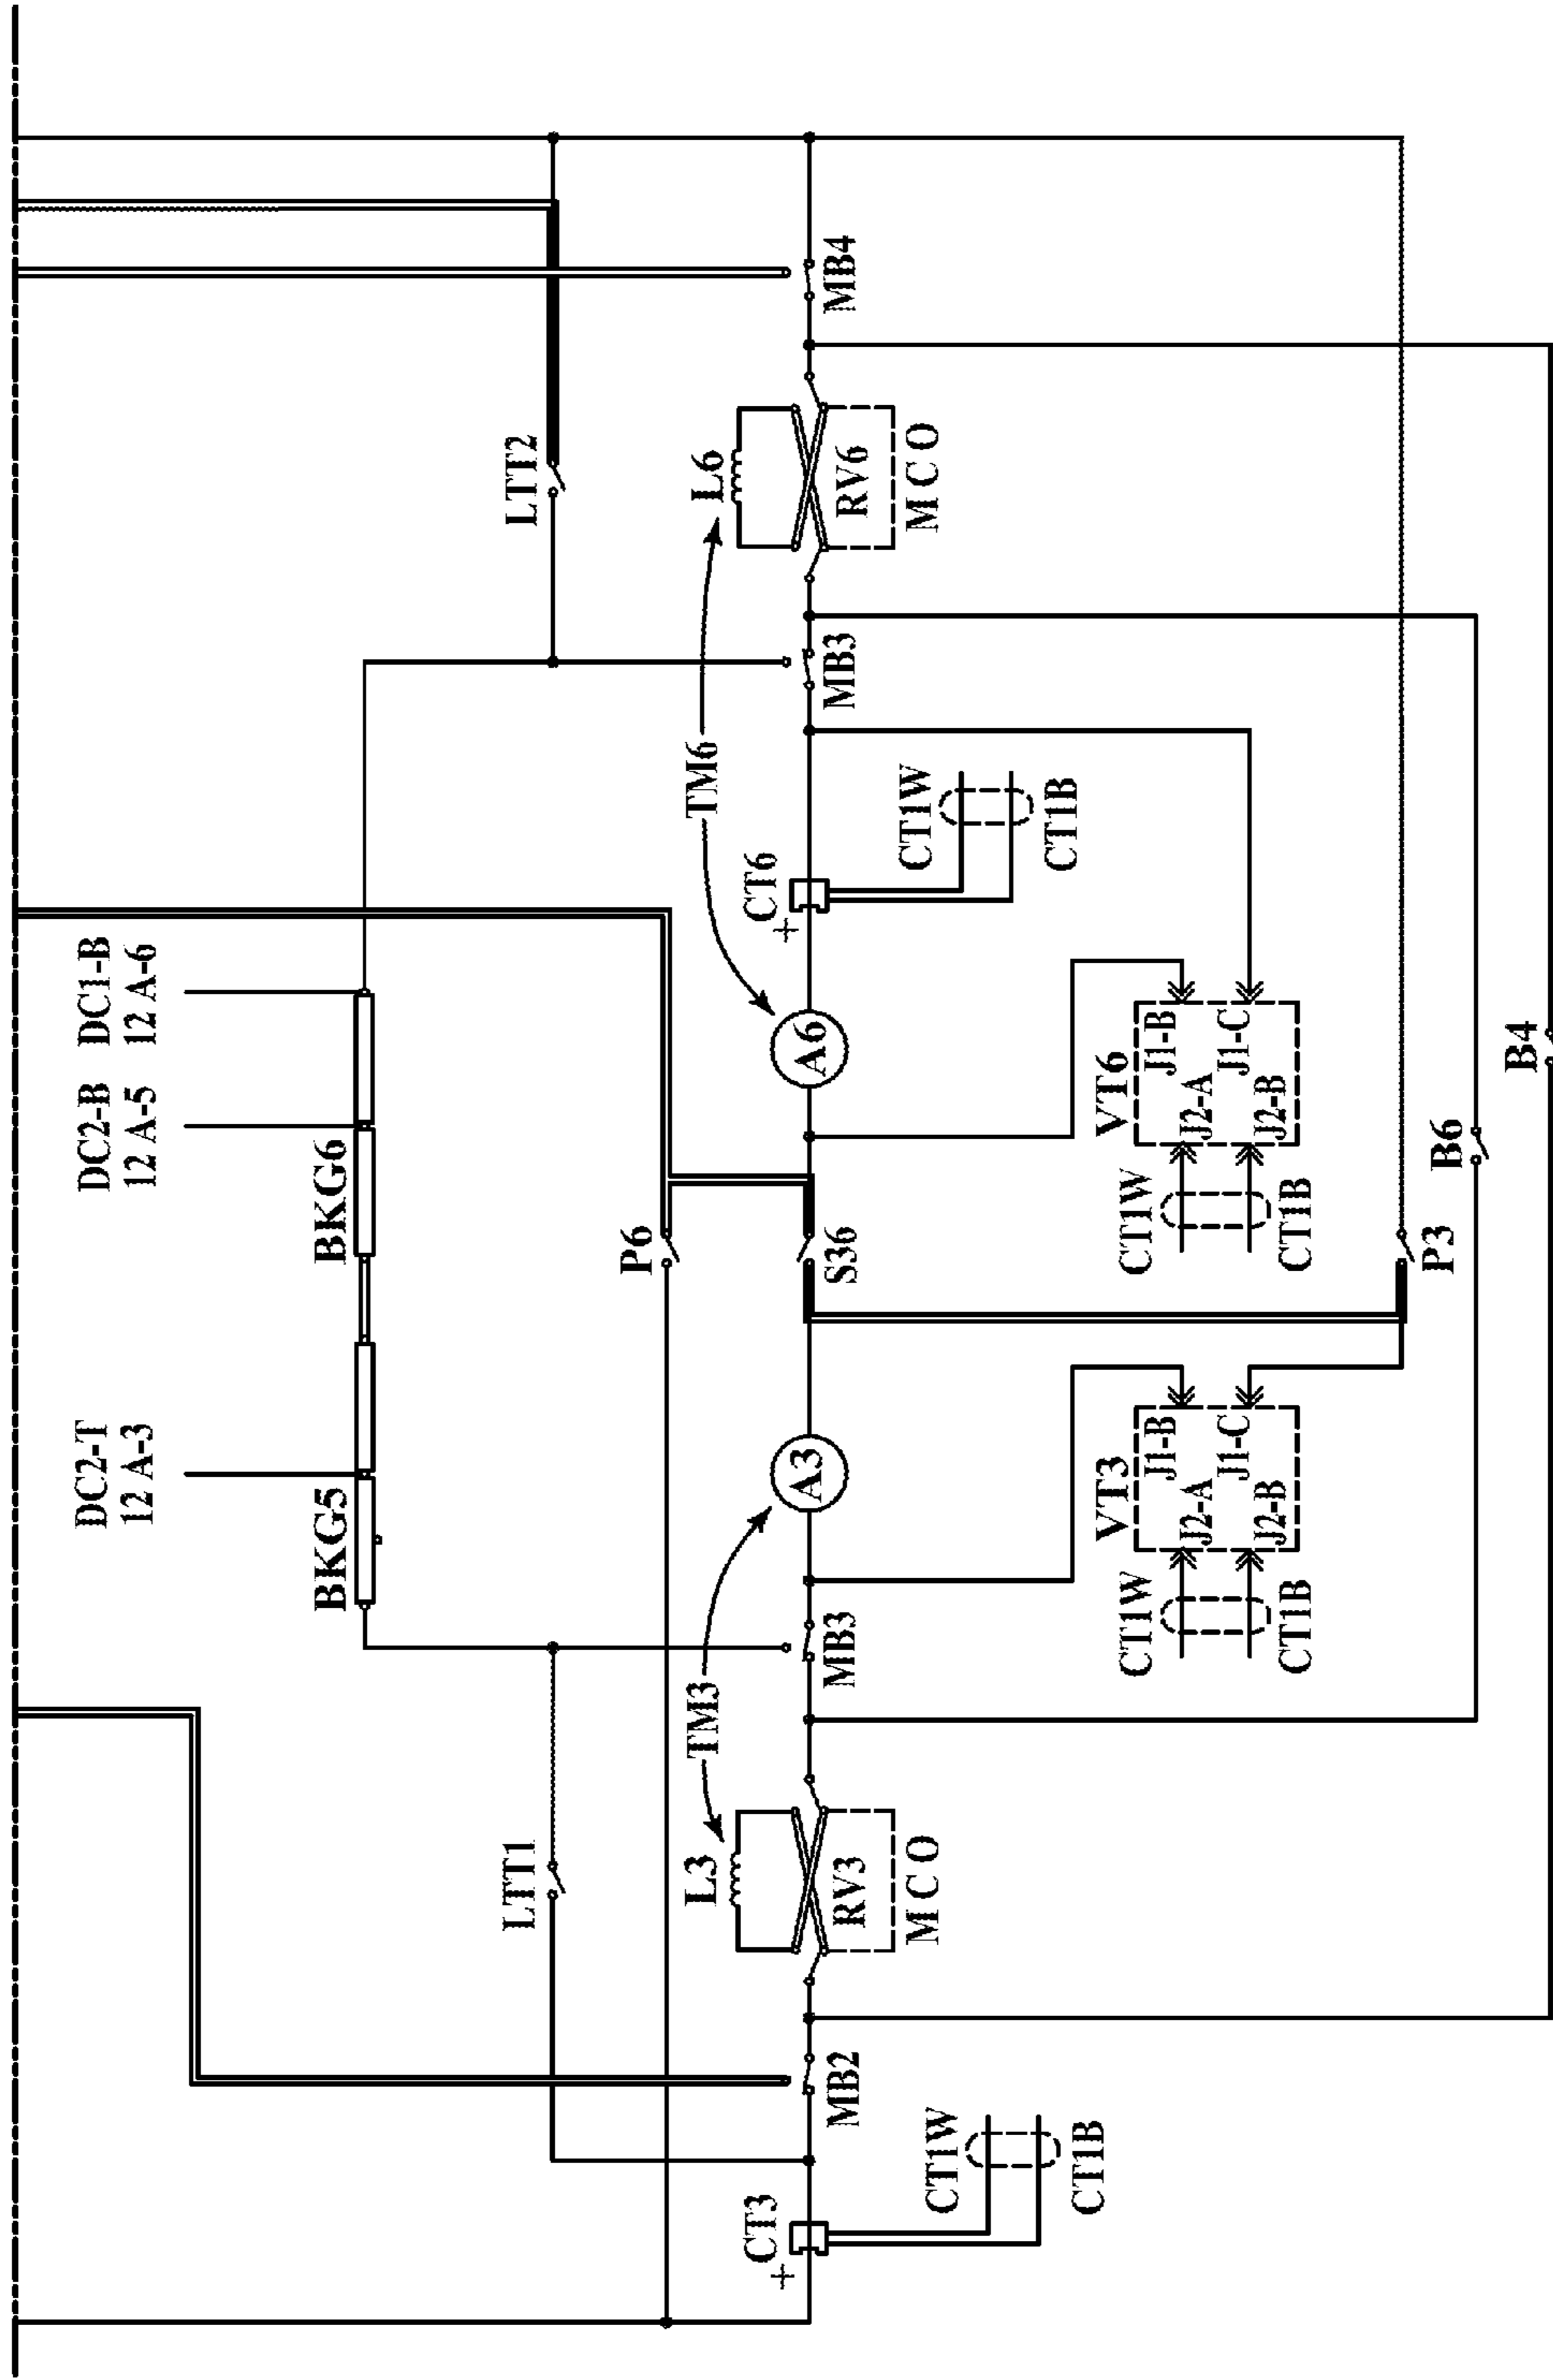 DC2-T
12 A-3
DC2-B
12 A-5
DC1-B
12 A-6
BKG5
BKG6
LTT1
LTT2
P6
CT3
+
L3
TM3
TM6
L6
CT6
+
MB2
RV3
M C O
MB3
A3
S36
A6
MB3
RV6
M C O
MB4
CT1W
CT1B
CT1W
CT1B
CT1W
CT1B
VT3
J1-B
J2-A
J1-C
J2-B
CT1W
CT1B
VT6
J1-B
J2-A
J1-C
J2-B
P3
B6
B4